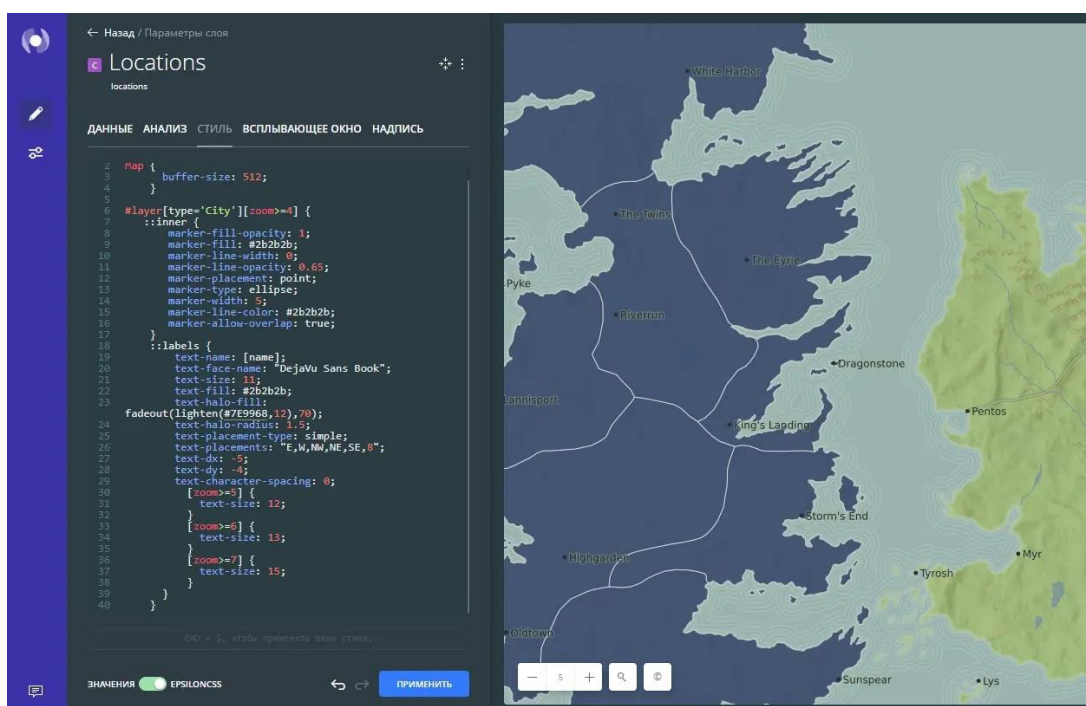 ← Назад / Параметры слоя
C Locations
locations
ДАННЫЕ АНАЛИЗ СТИЛЬ ВСПЛЫВАЮЩЕЕ ОКНО НАДПИСЬ
2 Map {
3 buffer-size: 512;
4 }
5
6 #layer[type='City'][zoom>=4] {
7 ::inner {
8 marker-fill-opacity: 1;
9 marker-fill: #2b2b2b;
10 marker-line-width: 0;
11 marker-line-opacity: 0.65;
12 marker-placement: point;
13 marker-type: ellipse;
14 marker-width: 5;
15 marker-line-color: #2b2b2b;
16 marker-allow-overlap: true;
17 }
18 ::labels {
19 text-name: [name];
20 text-face-name: "DejaVu Sans Book";
21 text-size: 11;
22 text-fill: #2b2b2b;
23 text-halo-fill:
fadeout(lighten(#7E9968,12),70);
24 text-halo-radius: 1.5;
25 text-placement-type: simple;
26 text-placements: "E,W,NW,NE,SE,8";
27 text-dx: -5;
28 text-dy: -4;
29 text-character-spacing: 0;
30 [zoom>=5] {
31 text-size: 12;
32 }
33 [zoom>=6] {
34 text-size: 13;
35 }
36 [zoom>=7] {
37 text-size: 15;
38 }
39 }
40 }
CMD + S, чтобы применить ваши стили.
ЗНАЧЕНИЯ EPSILONCSS
ПРИМЕНИТЬ
White Harbor
The Twins
The Eyrie
Pyke
Riverrun
Dragonstone
Lannisport
Pentos
King's Landing
Storm's End
Highgarden
Myr
Tyrosh
Oldtown
− 5 + ©
Sunspear
Lys